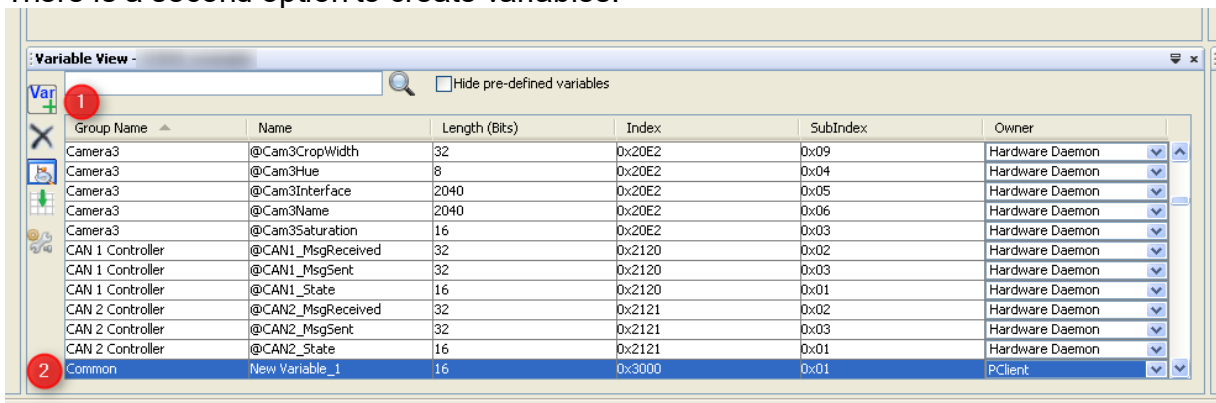 There is a second option to create variables.
Variable View -
Var
1
Hide pre-defined variables
Group Name Name Length (Bits) Index SubIndex Owner
Camera3 @Cam3CropWidth 32 0x20E2 0x09 Hardware Daemon
Camera3 @Cam3Hue 8 0x20E2 0x04 Hardware Daemon
Camera3 @Cam3Interface 2040 0x20E2 0x05 Hardware Daemon
Camera3 @Cam3Name 2040 0x20E2 0x06 Hardware Daemon
Camera3 @Cam3Saturation 16 0x20E2 0x03 Hardware Daemon
CAN 1 Controller @CAN1_MsgReceived 32 0x2120 0x02 Hardware Daemon
CAN 1 Controller @CAN1_MsgSent 32 0x2120 0x03 Hardware Daemon
CAN 1 Controller @CAN1_State 16 0x2120 0x01 Hardware Daemon
CAN 2 Controller @CAN2_MsgReceived 32 0x2121 0x02 Hardware Daemon
CAN 2 Controller @CAN2_MsgSent 32 0x2121 0x03 Hardware Daemon
CAN 2 Controller @CAN2_State 16 0x2121 0x01 Hardware Daemon
2 Common New Variable_1 16 0x3000 0x01 PClient